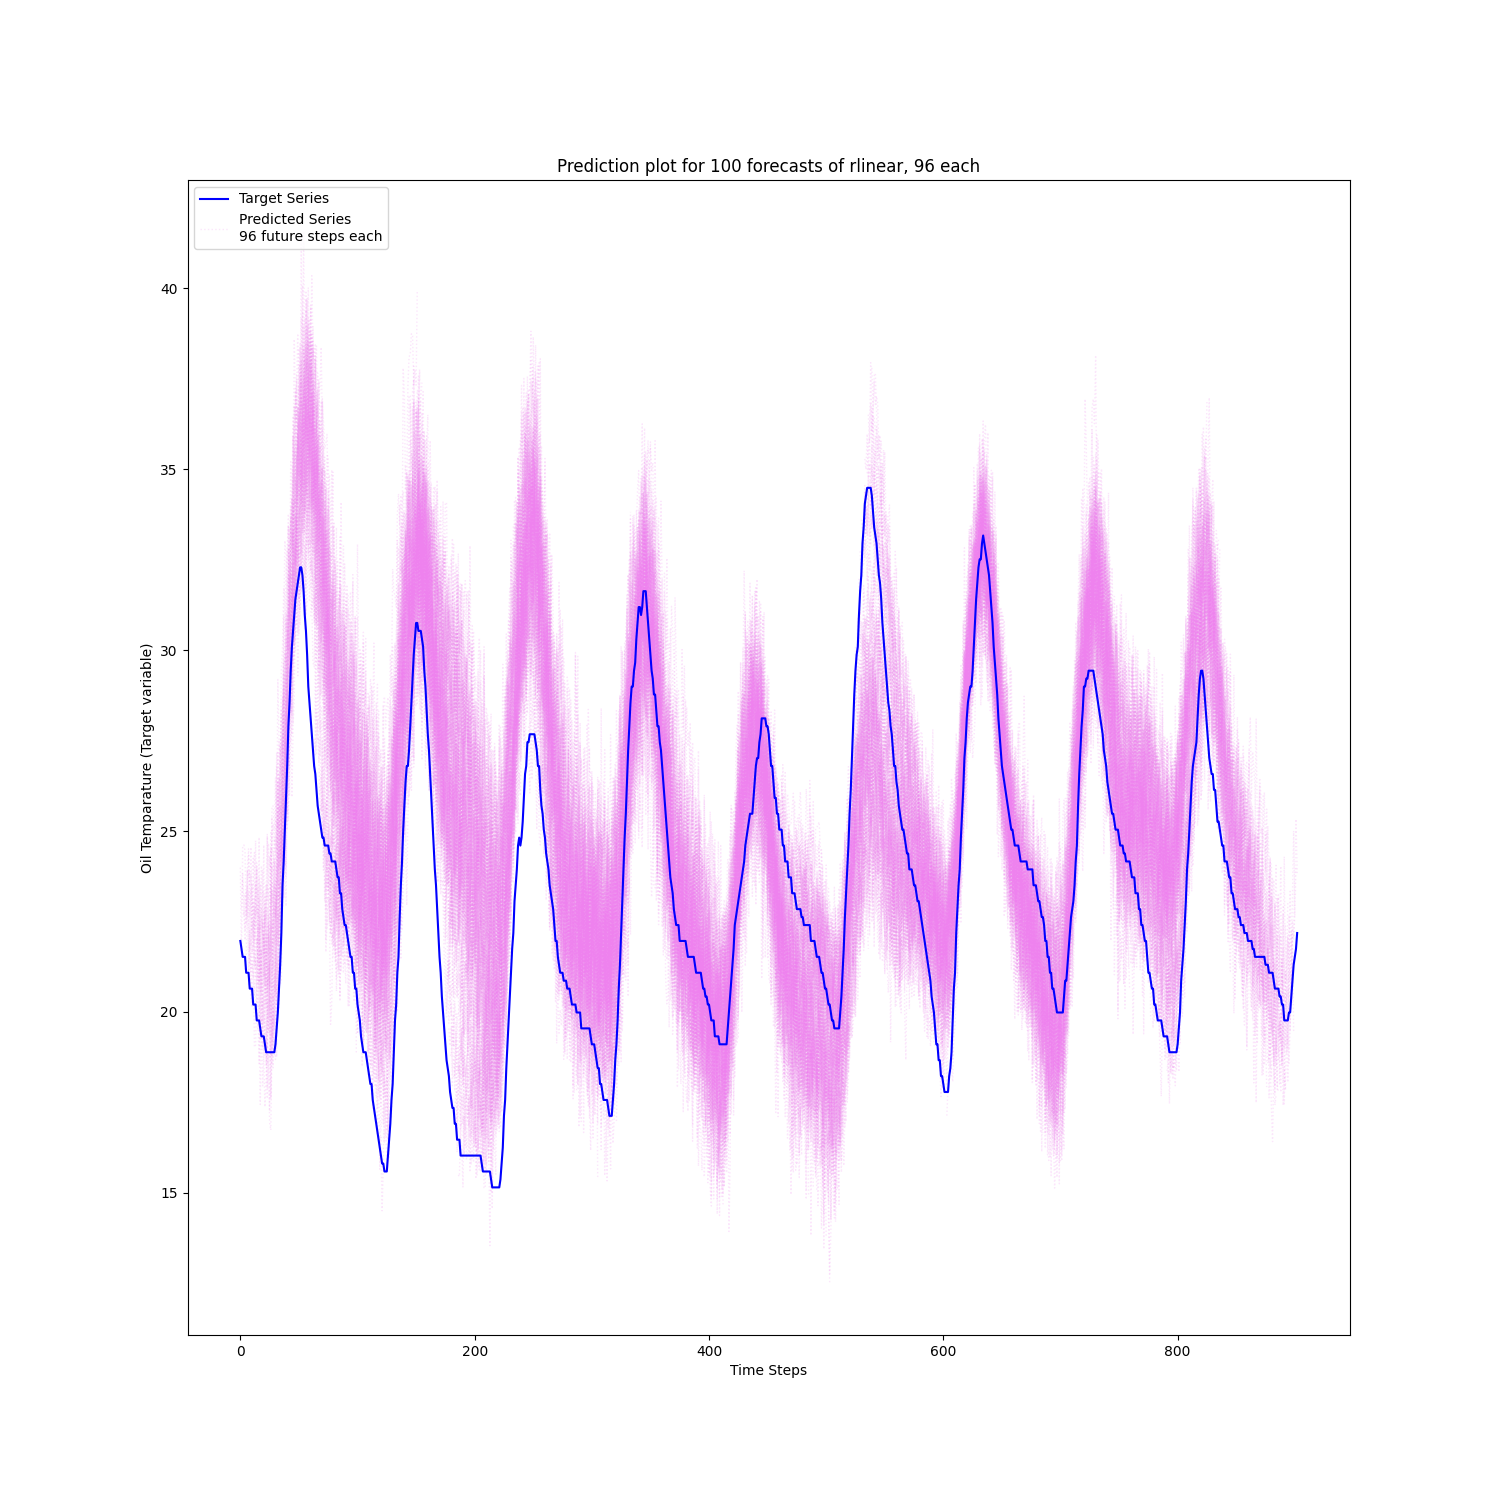 Prediction plot for 100 forecasts of rlinear, 96 each
Target Series
Predicted Series
96 future steps each
40
35
30
25
20
15
Oil Temparature (Target variable)
0
200
400
600
800
Time Steps